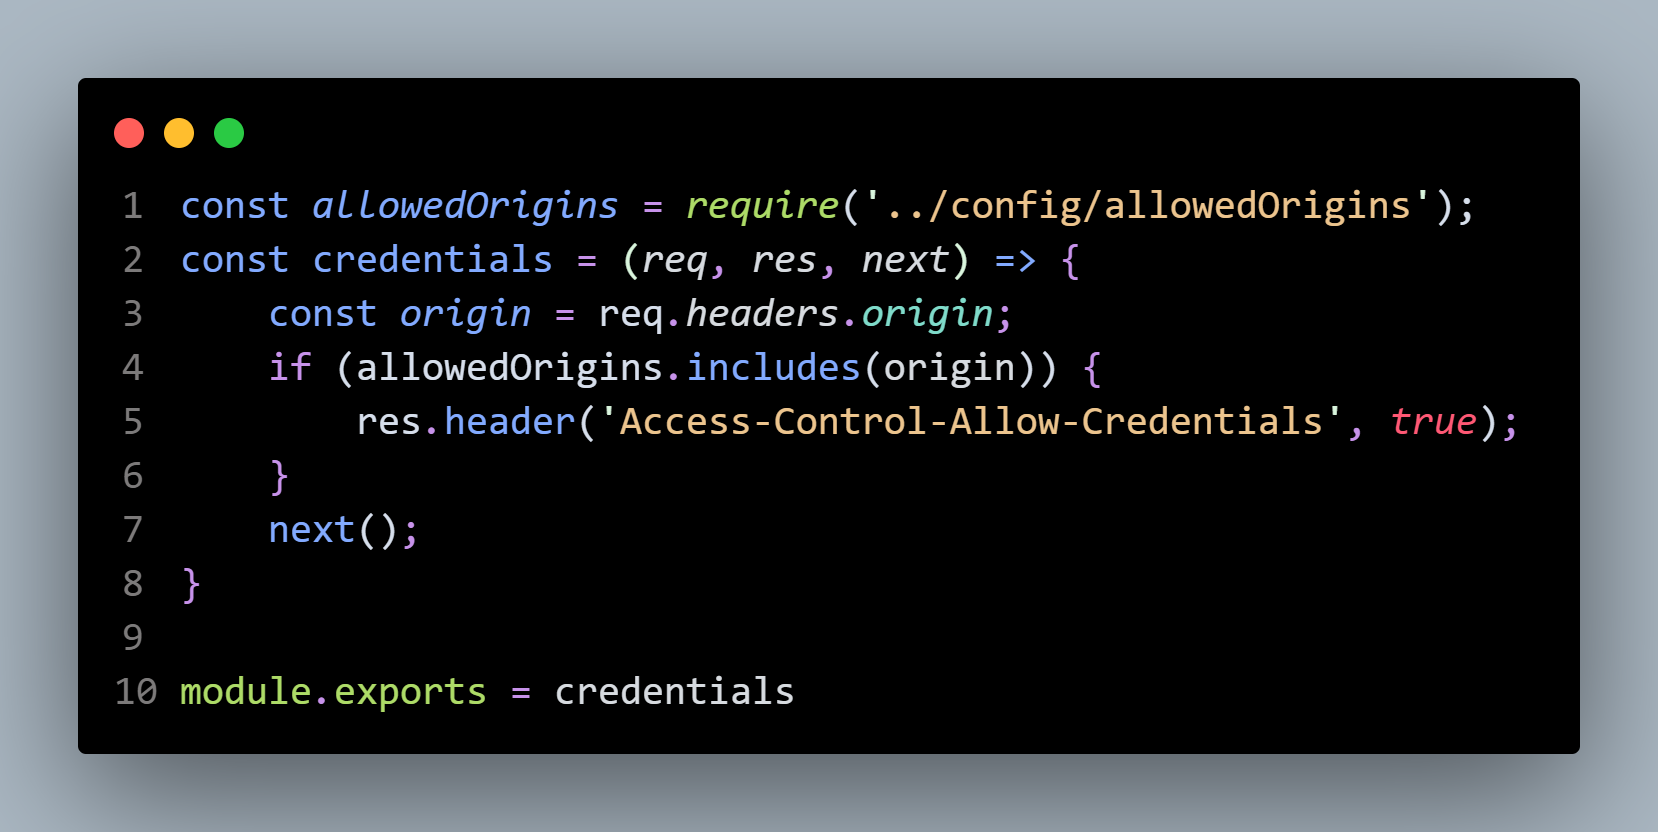 1 const allowedOrigins = require('../config/allowedOrigins');
2 const credentials = (req, res, next) => {
3     const origin = req.headers.origin;
4     if (allowedOrigins.includes(origin)) {
5         res.header('Access-Control-Allow-Credentials', true);
6     }
7     next();
8 }
9
10 module.exports = credentials